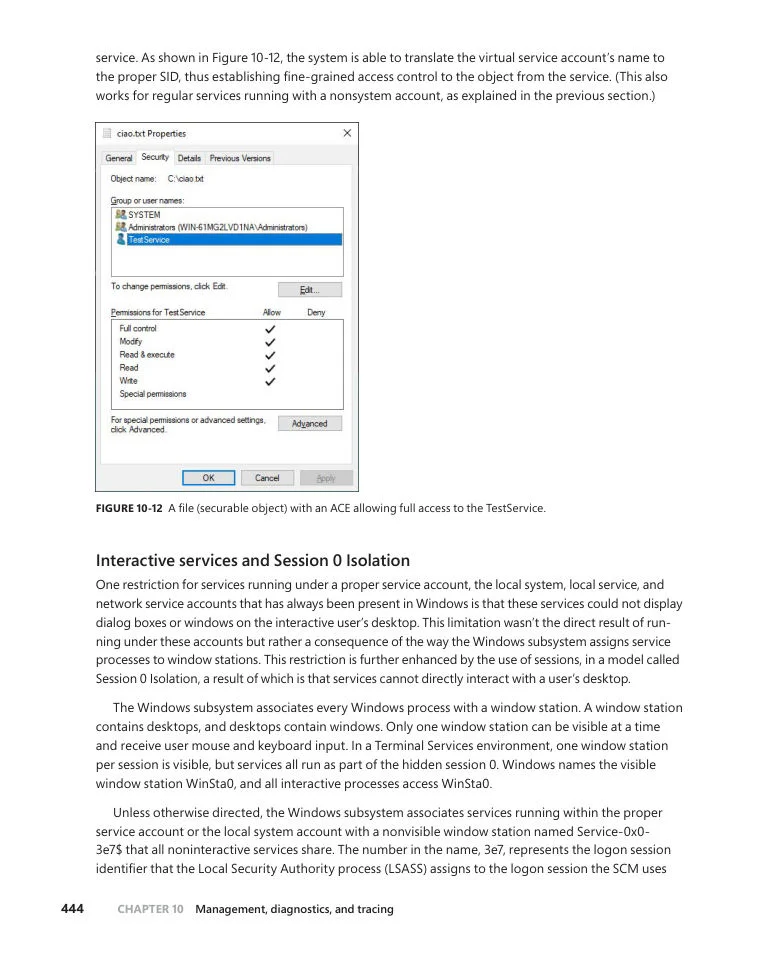 service. As shown in Figure 10-12, the system is able to translate the virtual service account’s name to
the proper SID, thus establishing fine-grained access control to the object from the service. (This also
works for regular services running with a nonsystem account, as explained in the previous section.)
ciao.txt Properties
General Security Details Previous Versions
Object name: C:\ciao.txt
Group or user names:
SYSTEM
Administrators (WIN-61MG2LVD1NA\Administrators)
TestService
To change permissions, click Edit.
Edit...
Permissions for TestService Allow Deny
Full control
Modify
Read & execute
Read
Write
Special permissions
For special permissions or advanced settings,
click Advanced.
Advanced
OK Cancel Apply
FIGURE 10-12 A file (securable object) with an ACE allowing full access to the TestService.
Interactive services and Session 0 Isolation
One restriction for services running under a proper service account, the local system, local service, and
network service accounts that has always been present in Windows is that these services could not display
dialog boxes or windows on the interactive user’s desktop. This limitation wasn’t the direct result of run-
ning under these accounts but rather a consequence of the way the Windows subsystem assigns service
processes to window stations. This restriction is further enhanced by the use of sessions, in a model called
Session 0 Isolation, a result of which is that services cannot directly interact with a user’s desktop.
The Windows subsystem associates every Windows process with a window station. A window station
contains desktops, and desktops contain windows. Only one window station can be visible at a time
and receive user mouse and keyboard input. In a Terminal Services environment, one window station
per session is visible, but services all run as part of the hidden session 0. Windows names the visible
window station WinSta0, and all interactive processes access WinSta0.
Unless otherwise directed, the Windows subsystem associates services running within the proper
service account or the local system account with a nonvisible window station named Service-0x0-
3e7$ that all noninteractive services share. The number in the name, 3e7, represents the logon session
identifier that the Local Security Authority process (LSASS) assigns to the logon session the SCM uses
444 CHAPTER 10 Management, diagnostics, and tracing